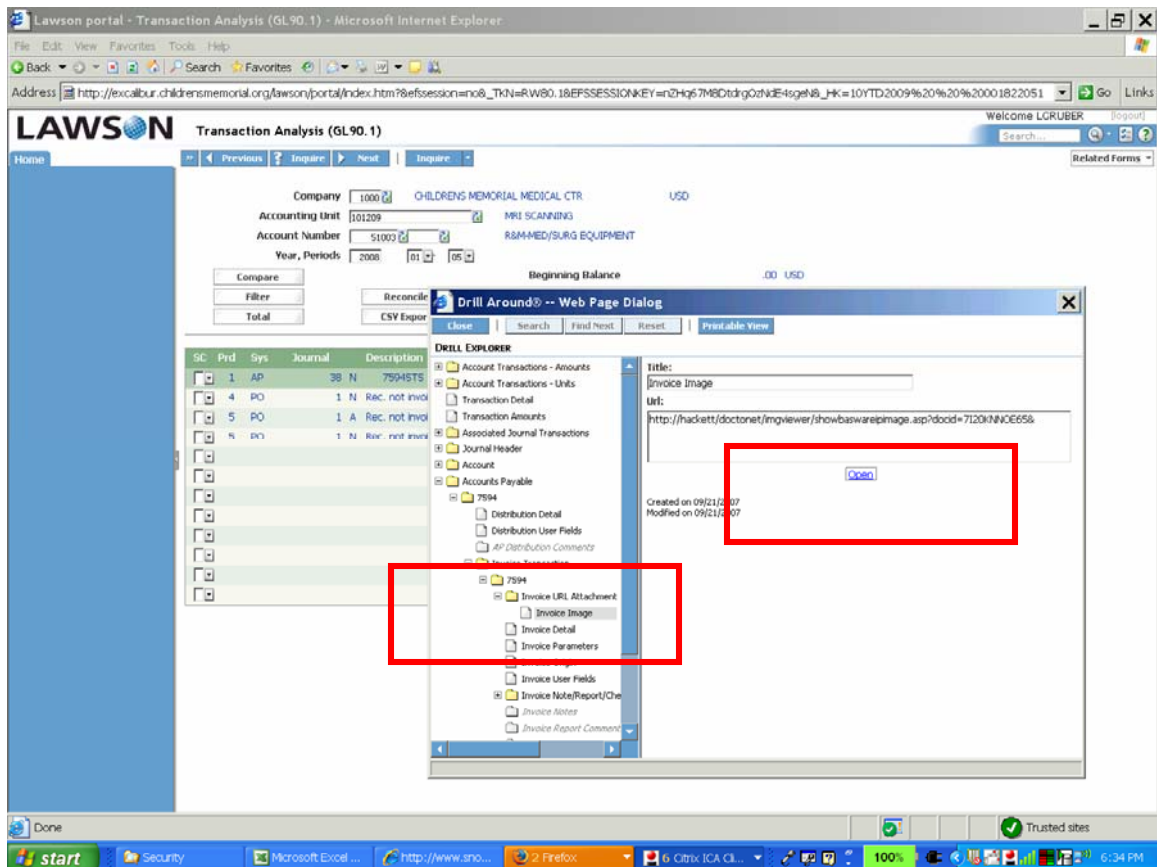 Lawson portal - Transaction Analysis (GL90.1) - Microsoft Internet Explorer
File Edit View Favorites Tools Help
Back Search Favorites
Address http://excalibur.childrensmemorial.org/lawson/portal/index.htm?&efssession=no&_TKN=RW80.1&EFSSESSIONKEY=nZHq67M8DtdrgOzNdE4sgeN&_HK=10YTD2009%20%20%20001822051 Go Links
LAWSON Transaction Analysis (GL90.1) Welcome LGRUBER [logout]
Search...
Home Previous Inquire Next | Inquire Related Forms
Company 1000 CHILDRENS MEMORIAL MEDICAL CTR USD
Accounting Unit 101209 MRI SCANNING
Account Number 51003 R&M-MED/SURG EQUIPMENT
Year, Periods 2008 01 - 05
Compare Beginning Balance .00 USD
Filter Reconcile
Total CSV Expor
SC Prd Sys Journal Description
1 AP 38 N 7594STS
4 PO 1 N Rec. not invoi
5 PO 1 A Rec. not invoi
5 PO 1 N Rec. not invoi
Drill Around® -- Web Page Dialog
Close | Search Find Next Reset | Printable View
DRILL EXPLORER
Account Transactions - Amounts
Account Transactions - Units
Transaction Detail
Transaction Amounts
Associated Journal Transactions
Journal Header
Account
Accounts Payable
7594
Distribution Detail
Distribution User Fields
AP Distribution Comments
Invoice Transaction
7594
Invoice URL Attachment
Invoice Image
Invoice Detail
Invoice Parameters
Invoice User Fields
Invoice Note/Report/Che
Invoice Notes
Invoice Report Comment
Title:
Invoice Image
Url:
http://hackett/doctonet/imgviewer/showbaswareipimage.asp?docid=7I20KNNOE65&
Open
Created on 09/21/2007
Modified on 09/21/2007
Done Trusted sites
start Security Microsoft Excel ... http://www.sno... 2 Firefox 6 Citrix ICA Cl... 100% 6:34 PM